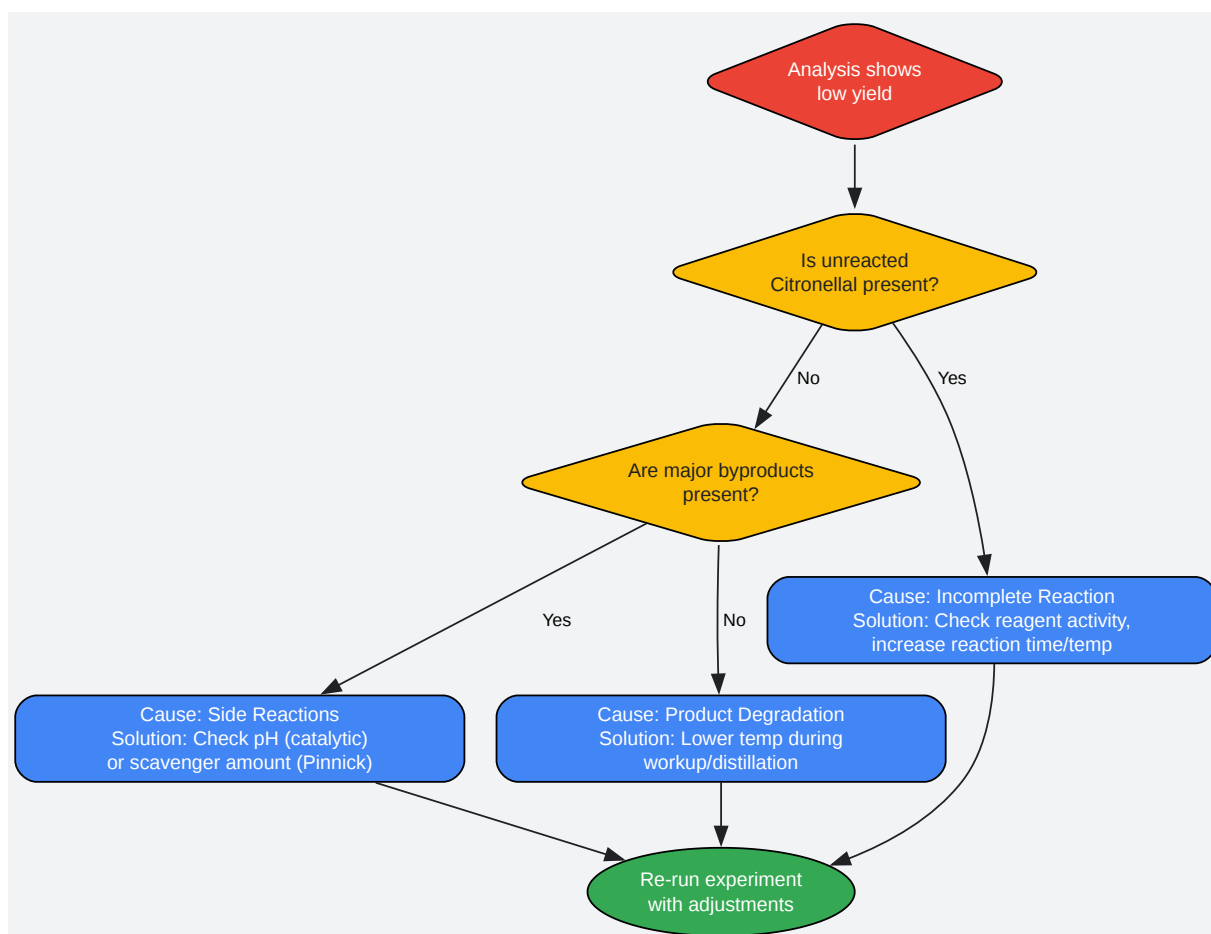 Analysis shows
low yield
Is unreacted
Citronellal present?
No
Yes
Are major byproducts
present?
Yes
No
Cause: Incomplete Reaction
Solution: Check reagent activity,
increase reaction time/temp
Cause: Side Reactions
Solution: Check pH (catalytic)
or scavenger amount (Pinnick)
Cause: Product Degradation
Solution: Lower temp during
workup/distillation
Re-run experiment
with adjustments